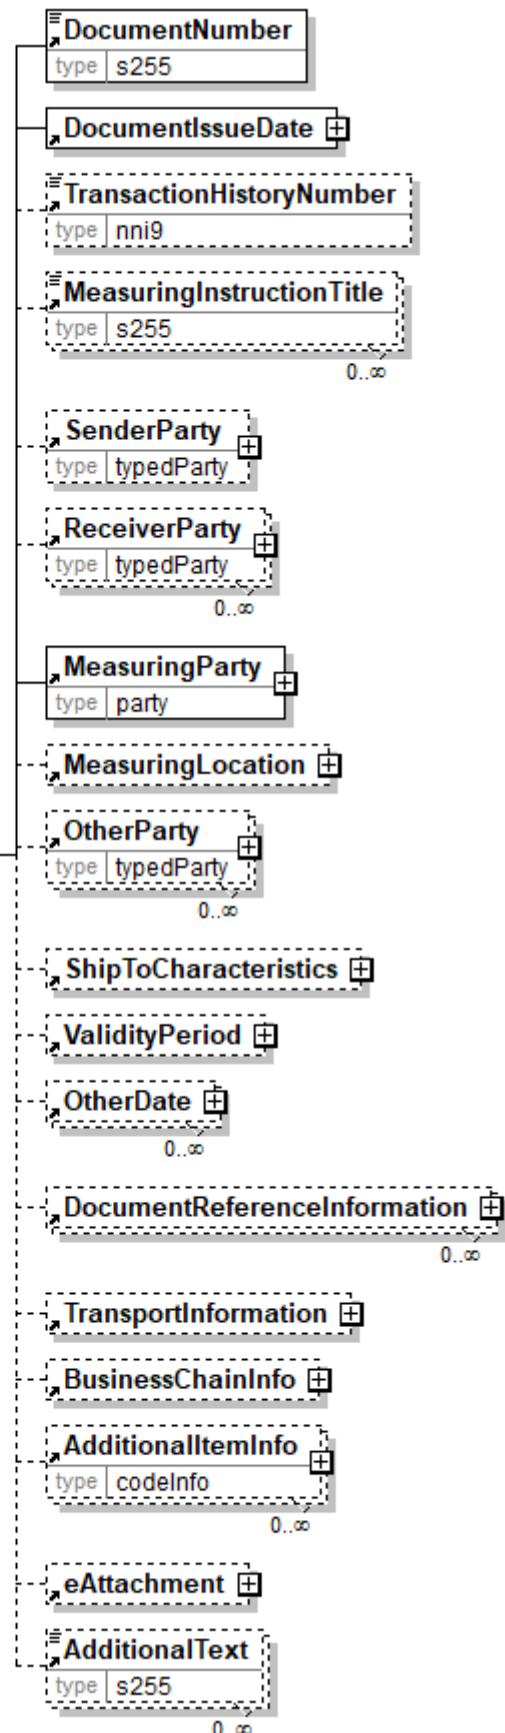 DocumentNumber
type s255
DocumentIssueDate
TransactionHistoryNumber
type nni9
MeasuringInstructionTitle
type s255
0..∞
SenderParty
type typedParty
ReceiverParty
type typedParty
0..∞
MeasuringParty
type party
MeasuringLocation
OtherParty
type typedParty
0..∞
ShipToCharacteristics
ValidityPeriod
OtherDate
0..∞
DocumentReferenceInformation
0..∞
TransportInformation
BusinessChainInfo
AdditionalItemInfo
type codeInfo
0..∞
eAttachment
AdditionalText
type s255
0..∞